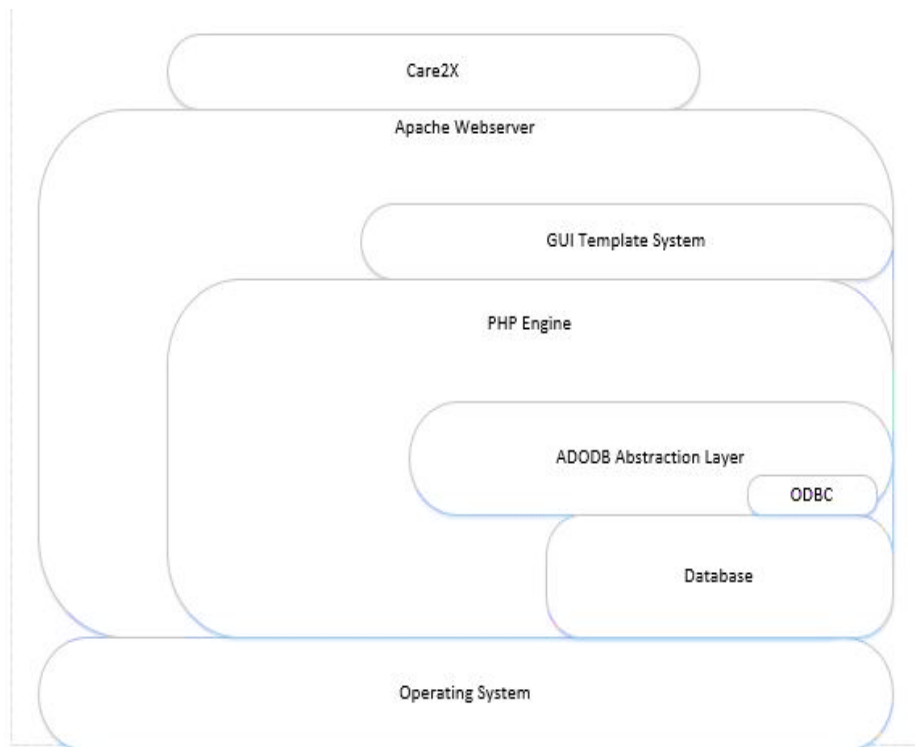 Care2X
Apache Webserver
GUI Template System
PHP Engine
ADODB Abstraction Layer
ODBC
Database
Operating System